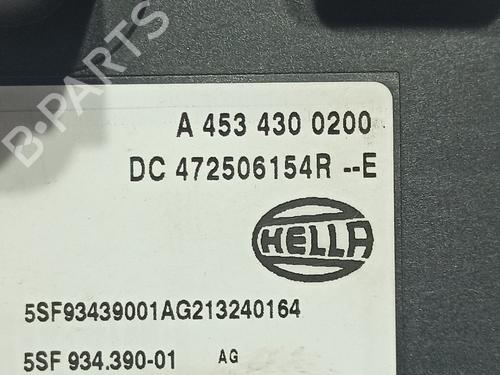 B-PARTS
A 453 430 0200
DC 472506154R --E
HELLA
5SF93439001AG213240164
5SF 934.390-01 AG